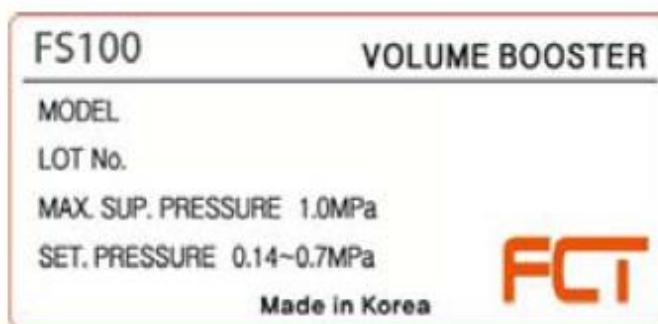 FS100 VOLUME BOOSTER
MODEL
LOT No.
MAX. SUP. PRESSURE 1.0MPa
SET. PRESSURE 0.14~0.7MPa
FCT
Made in Korea